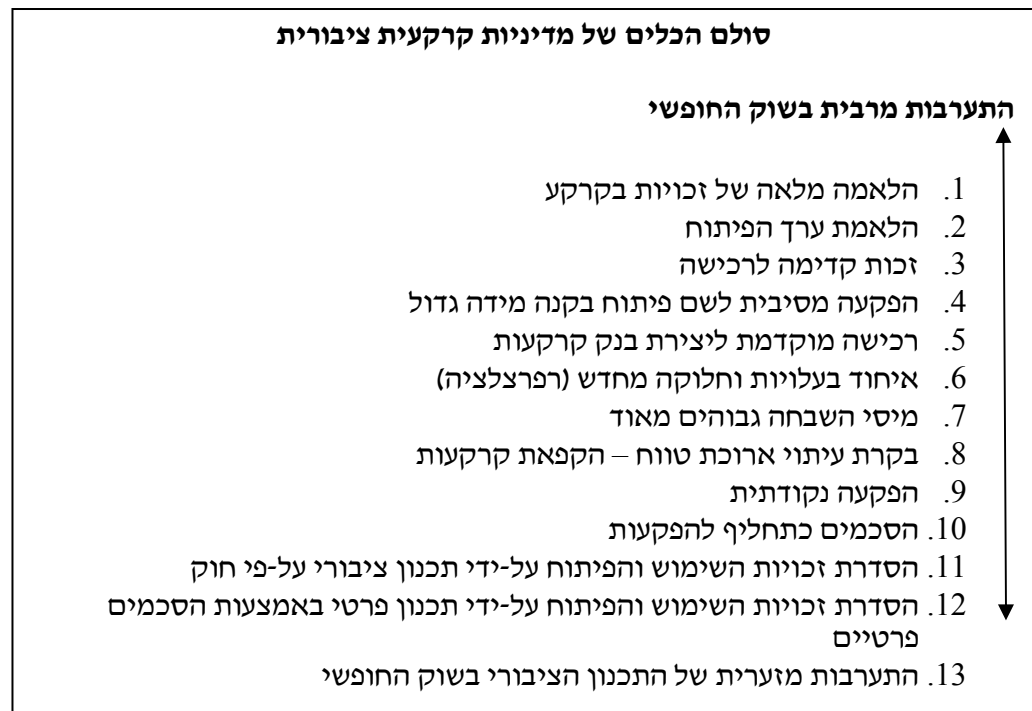 סולם הכלים של מדיניות קרקעית ציבורית
התערבות מרבית בשוק החופשי
1. הלאמה מלאה של זכויות בקרקע
2. הלאמת ערך הפיתוח
3. זכות קדימה לרכישה
4. הפקעה מסיבית לשם פיתוח בקנה מידה גדול
5. רכישה מוקדמת ליצירת בנק קרקעות
6. איחוד בעלויות וחלוקה מחדש (רפרצלציה)
7. מיסי השבחה גבוהים מאוד
8. בקרת עיתוי ארוכת טווח – הקפאת קרקעות
9. הפקעה נקודתית
10. הסכמים כתחליף להפקעות
11. הסדרת זכויות השימוש והפיתוח על-ידי תכנון ציבורי על-פי חוק
12. הסדרת זכויות השימוש והפיתוח על-ידי תכנון פרטי באמצעות הסכמים
פרטיים
13. התערבות מזערית של התכנון הציבורי בשוק החופשי